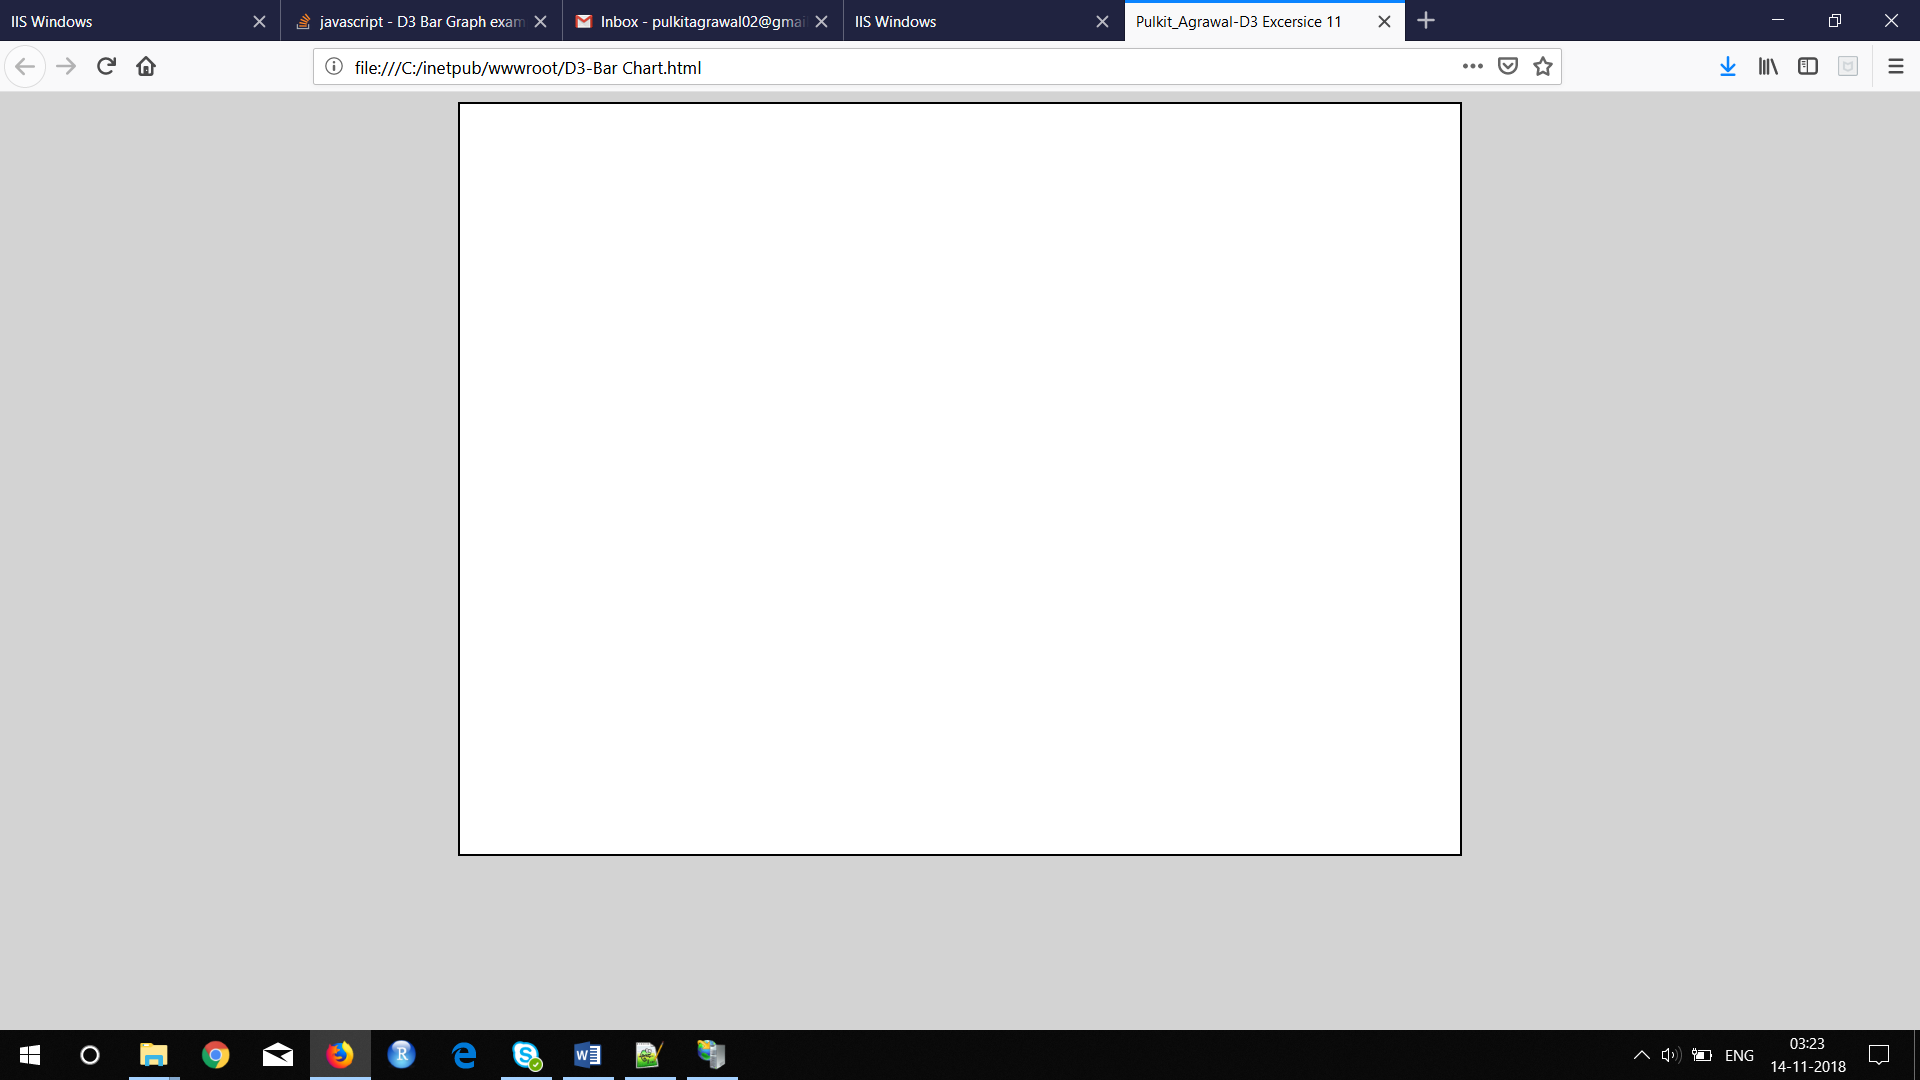 IIS Windows
javascript - D3 Bar Graph exam
Inbox - pulkitagrawal02@gmai
IIS Windows
Pulkit_Agrawal-D3 Excersice 11
file:///C:/inetpub/wwwroot/D3-Bar Chart.html
R
W
ENG
03:23
14-11-2018